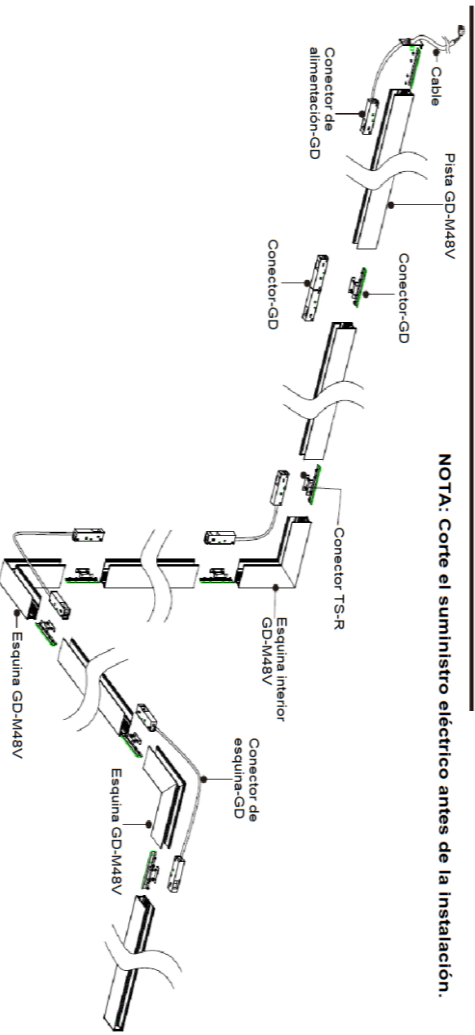 NOTA: Corte el suministro eléctrico antes de la instalación.
Cable
Conector de
alimentación-GD
Pista GD-M48V
Conector-GD
Conector-GD
Conector TS-R
Esquina interior
GD-M48V
Esquina GD-M48V
Conector de
esquina-GD
Esquina GD-M48V